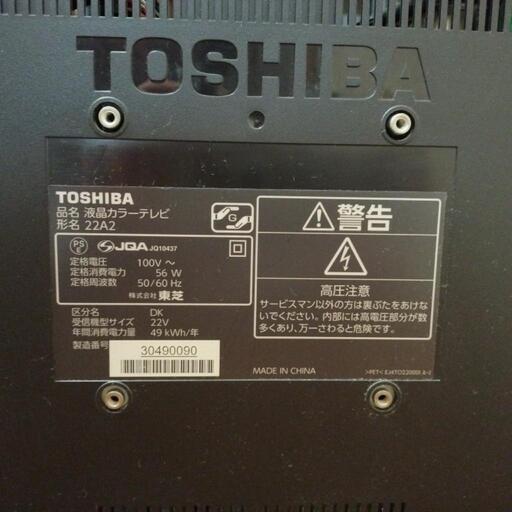 TOSHIBA
TOSHIBA
品名 液晶カラーテレビ
形名 22A2
G
PS
E
JQA JQ10437
定格電圧 100V ～
定格消費電力 56 W
定格周波数 50/60 Hz
株式会社 東芝
区分名 DK
受信機型サイズ 22V
年間消費電力量 49 kWh/年
製造番号 30490090
警告
高圧注意
サービスマン以外の方は裏ぶたをあけな
いでください。内部には高電圧部分が数
多くあり、万一さわると危険です。
MADE IN CHINA